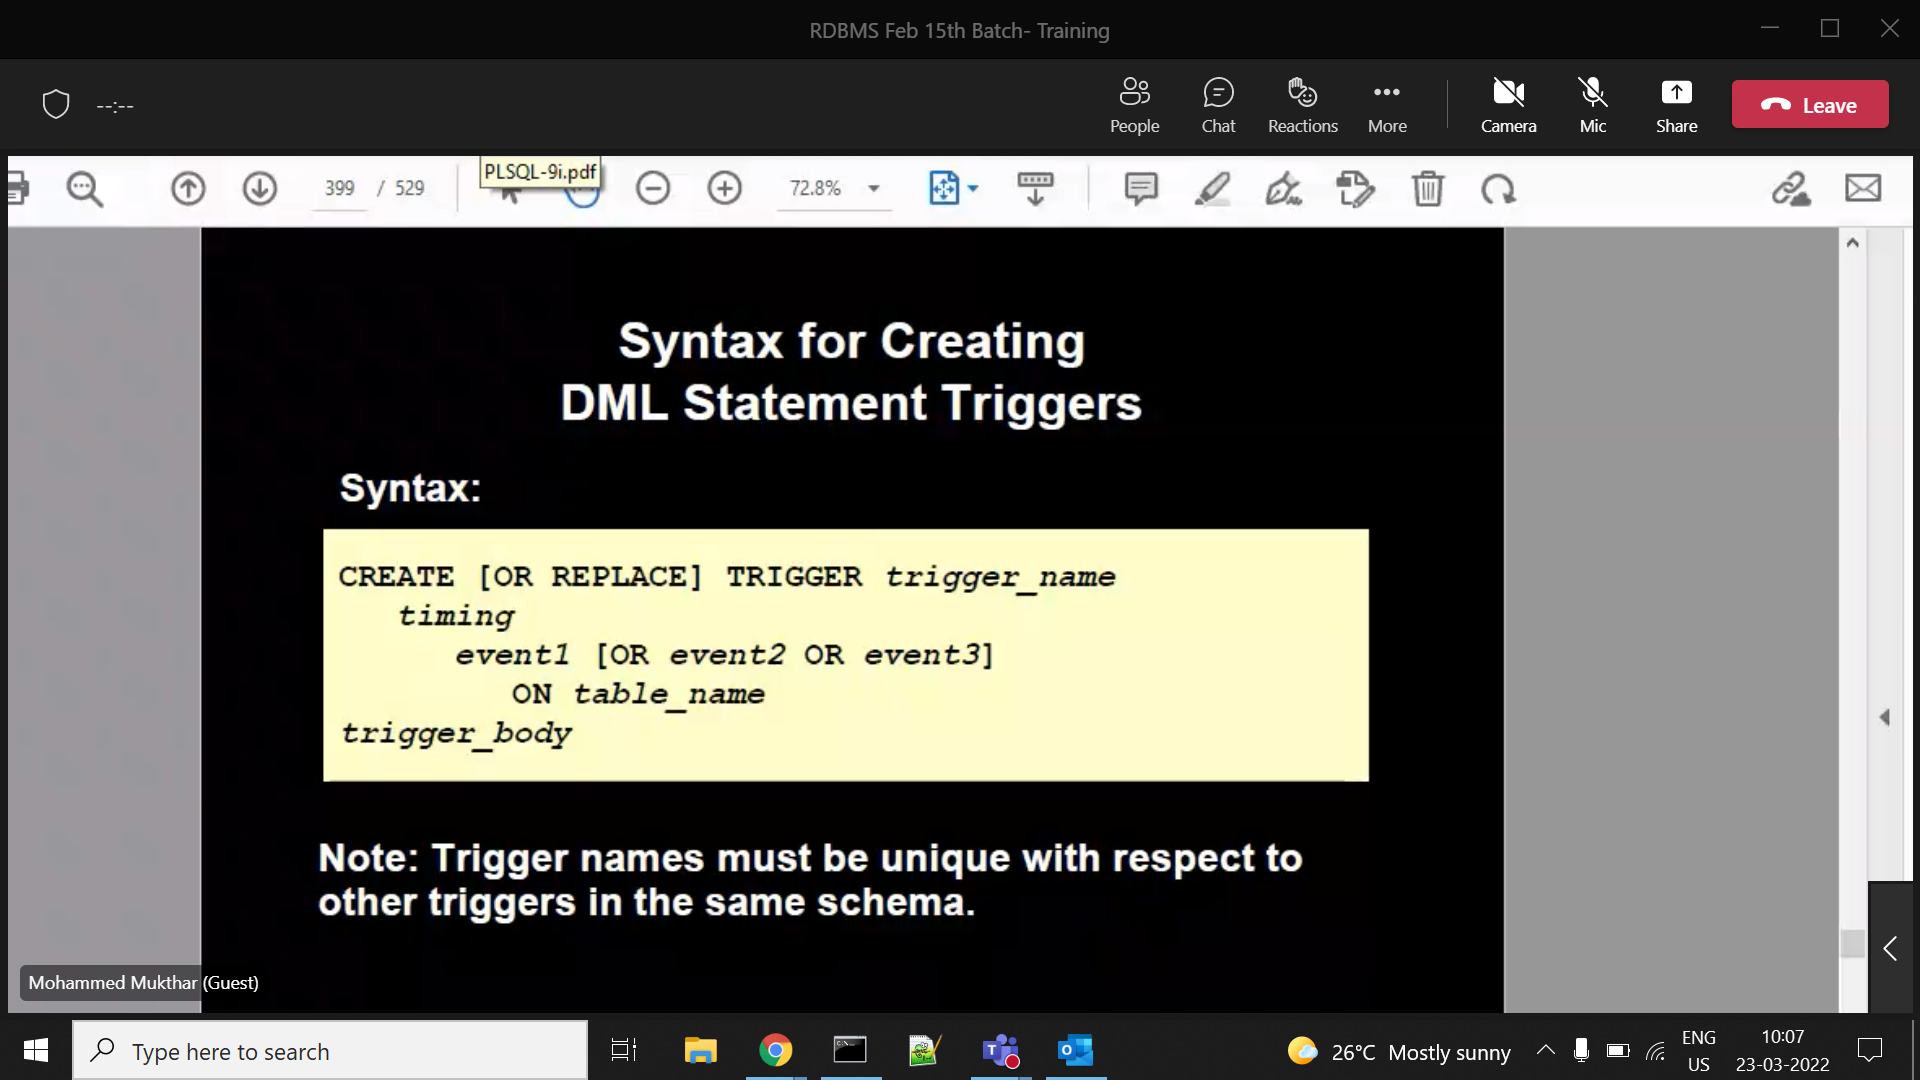 RDBMS Feb 15th Batch- Training
--:--
People
Chat
Reactions
More
Camera
Mic
Share
Leave
PLSQL-9i.pdf
399 / 529
72.8%
Syntax for Creating
DML Statement Triggers
Syntax:
CREATE [OR REPLACE] TRIGGER trigger_name
timing
event1 [OR event2 OR event3]
ON table_name
trigger_body
Note: Trigger names must be unique with respect to
other triggers in the same schema.
Mohammed Mukthar (Guest)
Type here to search
26°C Mostly sunny
ENG
US
10:07
23-03-2022